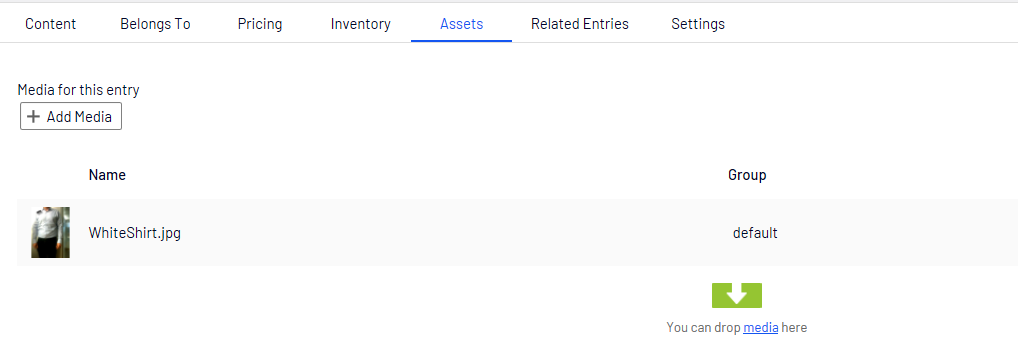 Content Belongs To Pricing Inventory Assets Related Entries Settings
Media for this entry
+ Add Media
Name Group
WhiteShirt.jpg default
You can drop media here